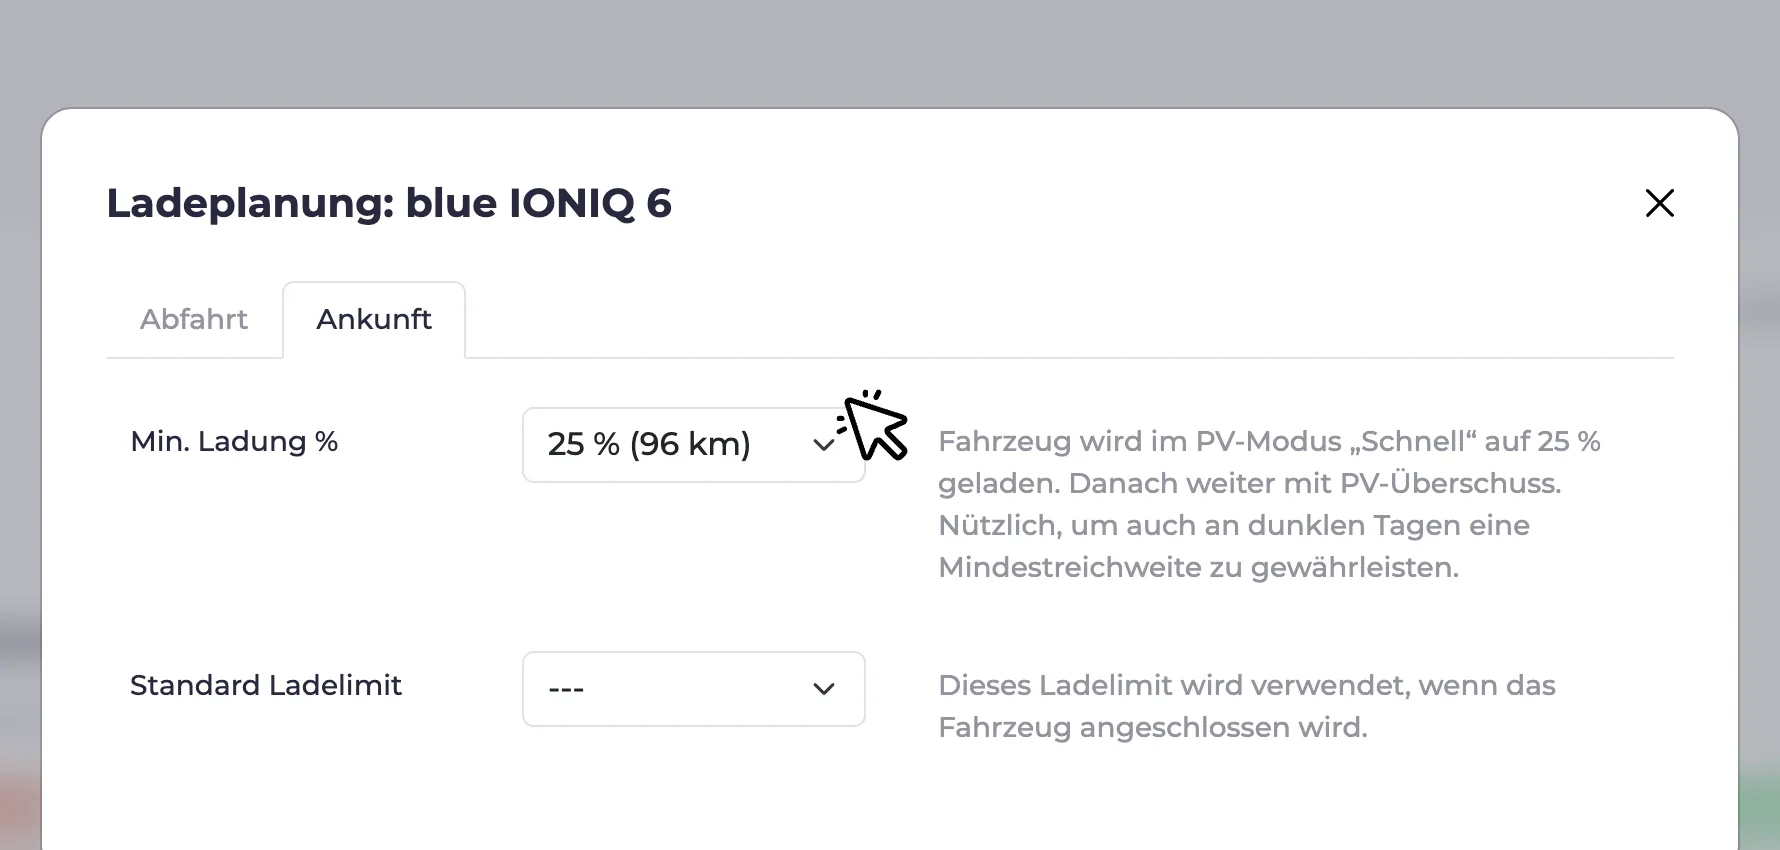 Ladeplanung: blue IONIQ 6
Abfahrt
Ankunft
Min. Ladung %
25 % (96 km)
Fahrzeug wird im PV-Modus „Schnell“ auf 25 %
geladen. Danach weiter mit PV-Überschuss.
Nützlich, um auch an dunklen Tagen eine
Mindestreichweite zu gewährleisten.
Standard Ladelimit
---
Dieses Ladelimit wird verwendet, wenn das
Fahrzeug angeschlossen wird.